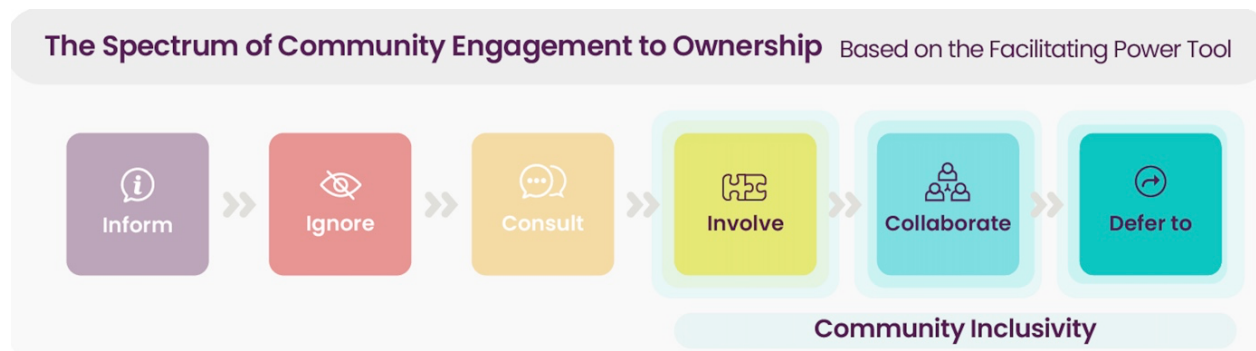 The Spectrum of Community Engagement to Ownership Based on the Facilitating Power Tool
Inform
Ignore
Consult
Involve
Collaborate
Defer to
Community Inclusivity